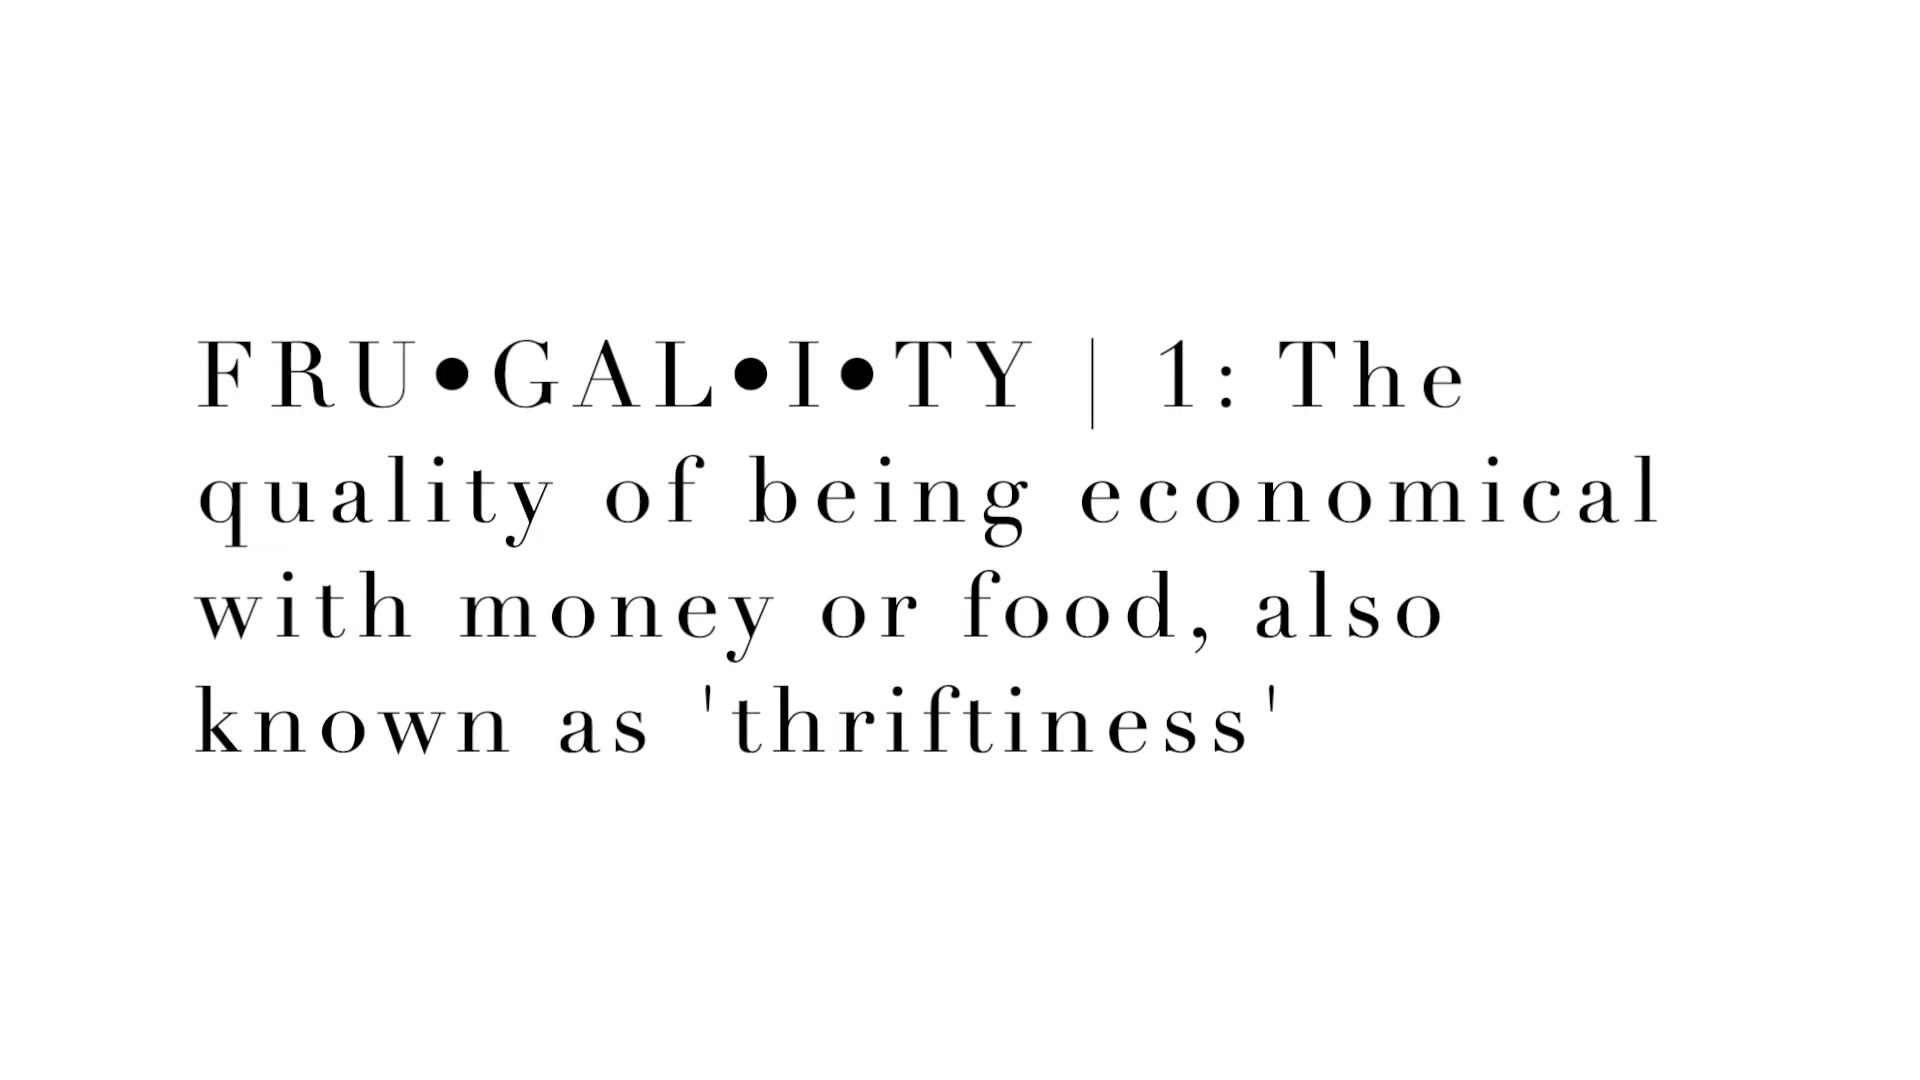 FRU•GAL•I•TY | 1: The
quality of being economical
with money or food, also
known as 'thriftiness'